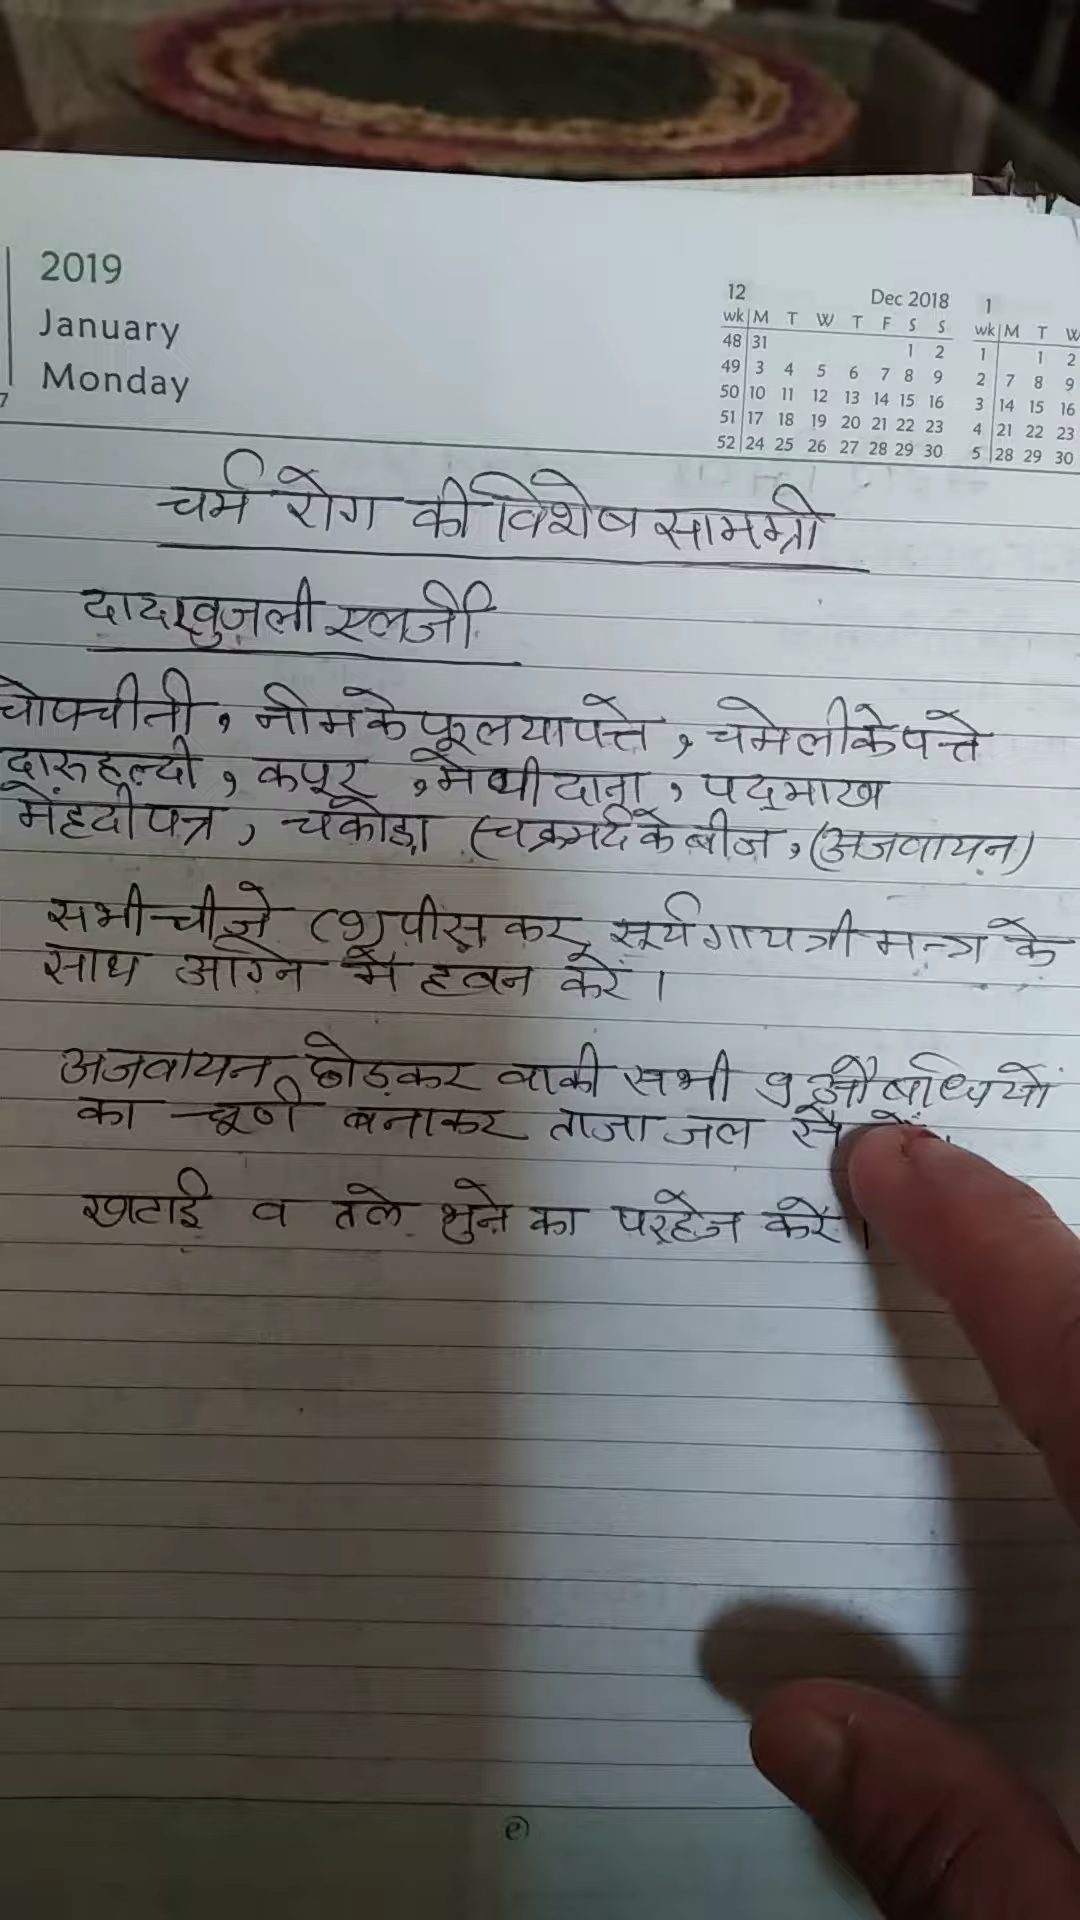 2019
January
Monday
7
12 Dec 2018
wk M T W T F S S
48 31 1 2
49 3 4 5 6 7 8 9
50 10 11 12 13 14 15 16
51 17 18 19 20 21 22 23
52 24 25 26 27 28 29 30
1
wk M T W
1 1 2
2 7 8 9
3 14 15 16
4 21 22 23
5 28 29 30
चर्म रोग की विशेष सामग्री
दादखुजली एलर्जी
चोपचीनी, नीम के फूल या पत्ते, चमेली के पत्ते
दारुहल्दी, कपूर, मेथीदाना, पद्माख
मेंहदी पत्र, चकोड़ा (चक्रमर्द के बीज, (अजवायन)
सभी चीजे (9) पीस कर सूर्य गायत्री मन्त्र के
साथ अग्नि में हवन करें।
अजवायन छोड़कर बाकी सभी 9 औषधियों
का चूर्ण बनाकर ताजा जल से
खटाई व तले भुने का परहेज करें।